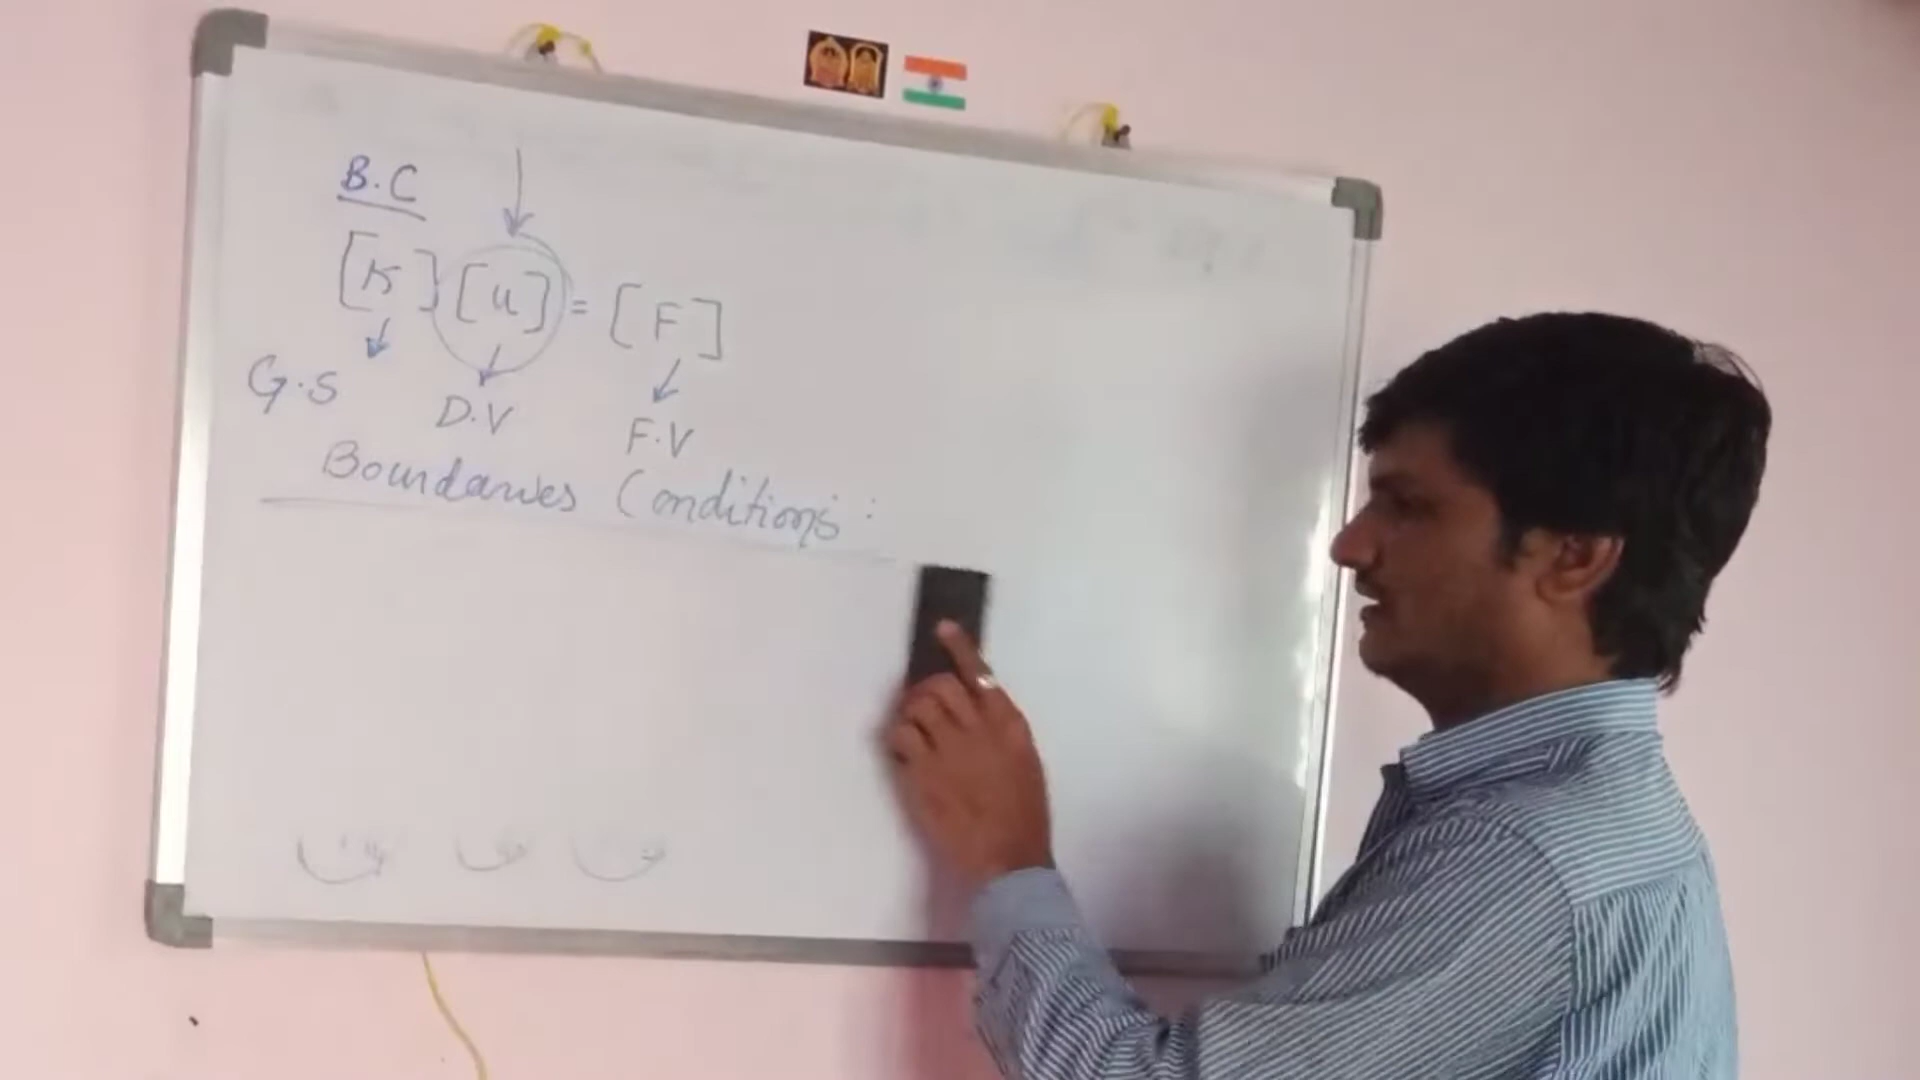 B.C
[K] [u] = [F]
G.S D.V F.V
Boundaries Conditions: